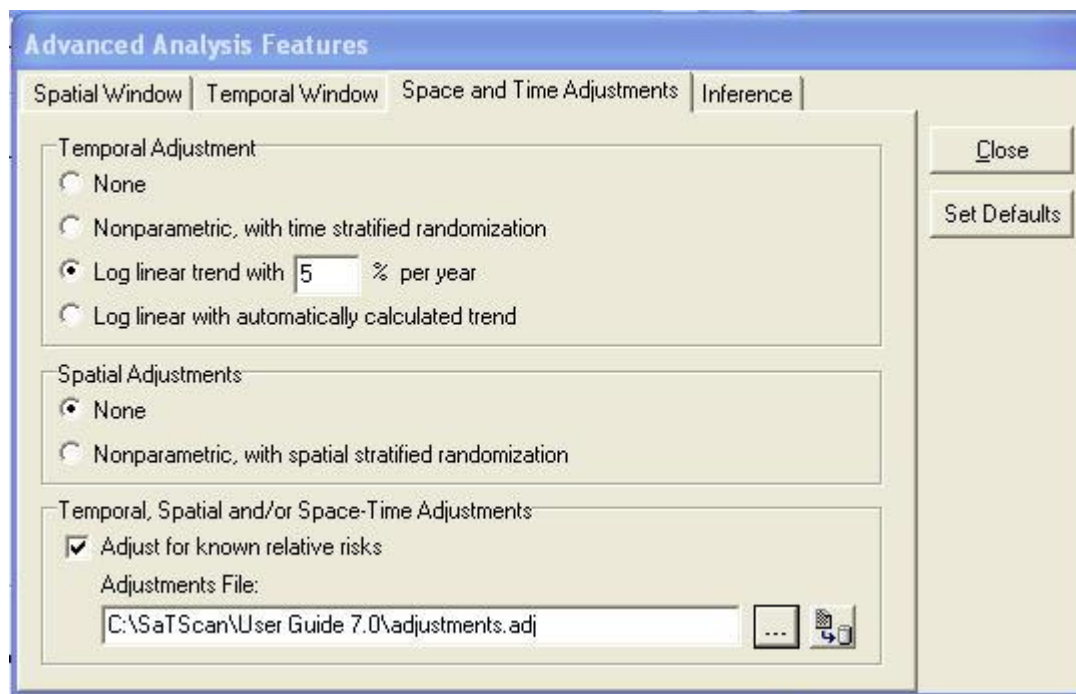 Advanced Analysis Features
Spatial Window Temporal Window Space and Time Adjustments Inference
Temporal Adjustment
None
Nonparametric, with time stratified randomization
Log linear trend with 5 % per year
Log linear with automatically calculated trend
Spatial Adjustments
None
Nonparametric, with spatial stratified randomization
Temporal, Spatial and/or Space-Time Adjustments
Adjust for known relative risks
Adjustments File:
C:\SaTScan\User Guide 7.0\adjustments.adj ...
Close
Set Defaults